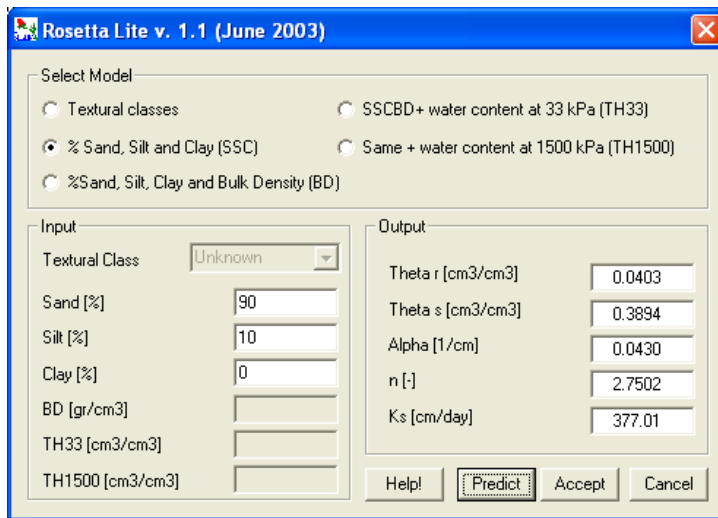 Rosetta Lite v. 1.1 (June 2003)
Select Model
Textural classes
SSCBD+ water content at 33 kPa (TH33)
% Sand, Silt and Clay (SSC)
Same + water content at 1500 kPa (TH1500)
%Sand, Silt, Clay and Bulk Density (BD)
Input
Textural Class Unknown
Sand [%] 90
Silt [%] 10
Clay [%] 0
BD [gr/cm3]
TH33 [cm3/cm3]
TH1500 [cm3/cm3]
Output
Theta r [cm3/cm3] 0.0403
Theta s [cm3/cm3] 0.3894
Alpha [1/cm] 0.0430
n [-] 2.7502
Ks [cm/day] 377.01
Help! Predict Accept Cancel